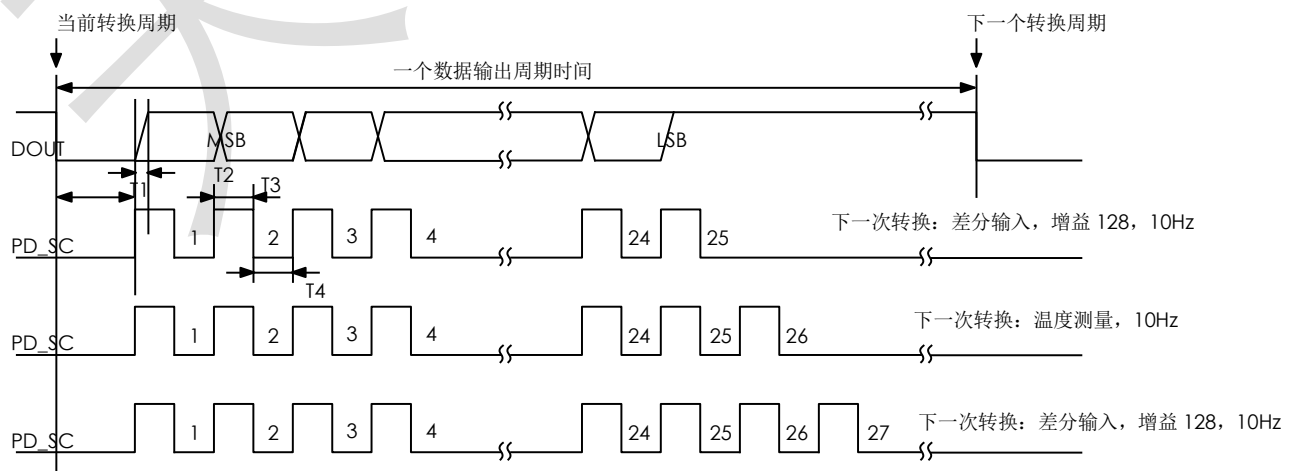 当前转换周期
下一个转换周期
一个数据输出周期时间
DOUT
MSB
LSB
T1
T2
T3
PD_SC
1
2
3
4
24
25
下一次转换：差分输入，增益 128，10Hz
T4
PD_SC
1
2
3
4
24
25
26
下一次转换：温度测量，10Hz
PD_SC
1
2
3
4
24
25
26
27
下一次转换：差分输入，增益 128，10Hz